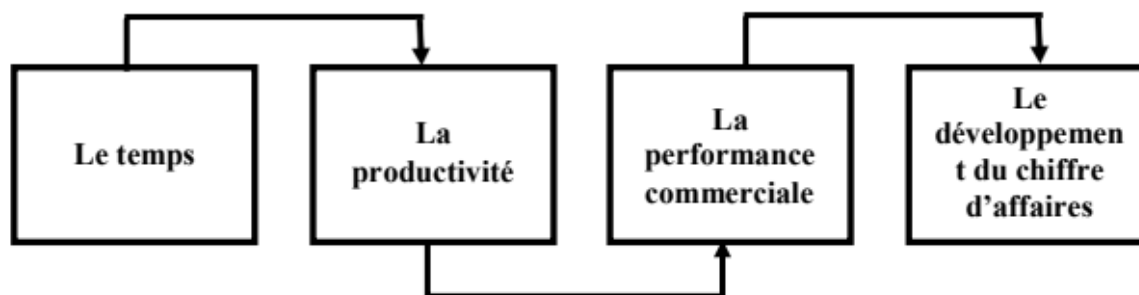 Le temps
La
productivité
La
performance
commerciale
Le
développemen
t du chiffre
d’affaires